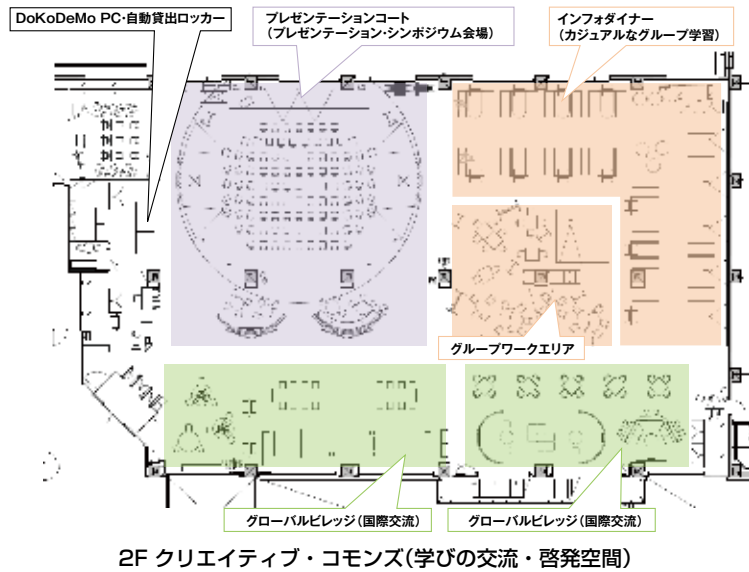 DoKoDeMo PC・自動貸出ロッカー
プレゼンテーションコート
（プレゼンテーション・シンポジウム会場）
インフォダイナー
（カジュアルなグループ学習）
グループワークエリア
グローバルビレッジ（国際交流）
グローバルビレッジ（国際交流）
2F クリエイティブ・コモンズ(学びの交流・啓発空間)